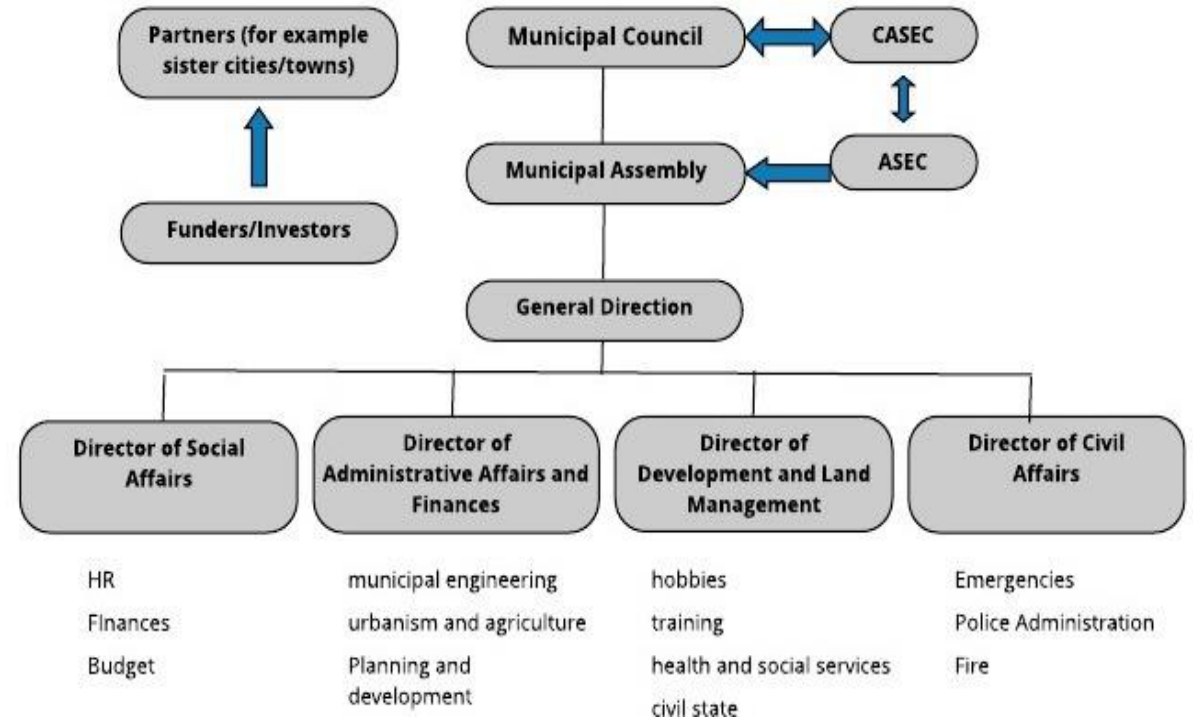 Partners (for example
sister cities/towns)
Municipal Council
CASEC
Municipal Assembly
ASEC
Funders/Investors
General Direction
Director of Social
Affairs
Director of
Administrative Affairs and
Finances
Director of
Development and Land
Management
Director of Civil
Affairs
HR
FInances
Budget
municipal engineering
urbanism and agriculture
Planning and
development
hobbies
training
health and social services
civil state
Emergencies
Police Administration
Fire